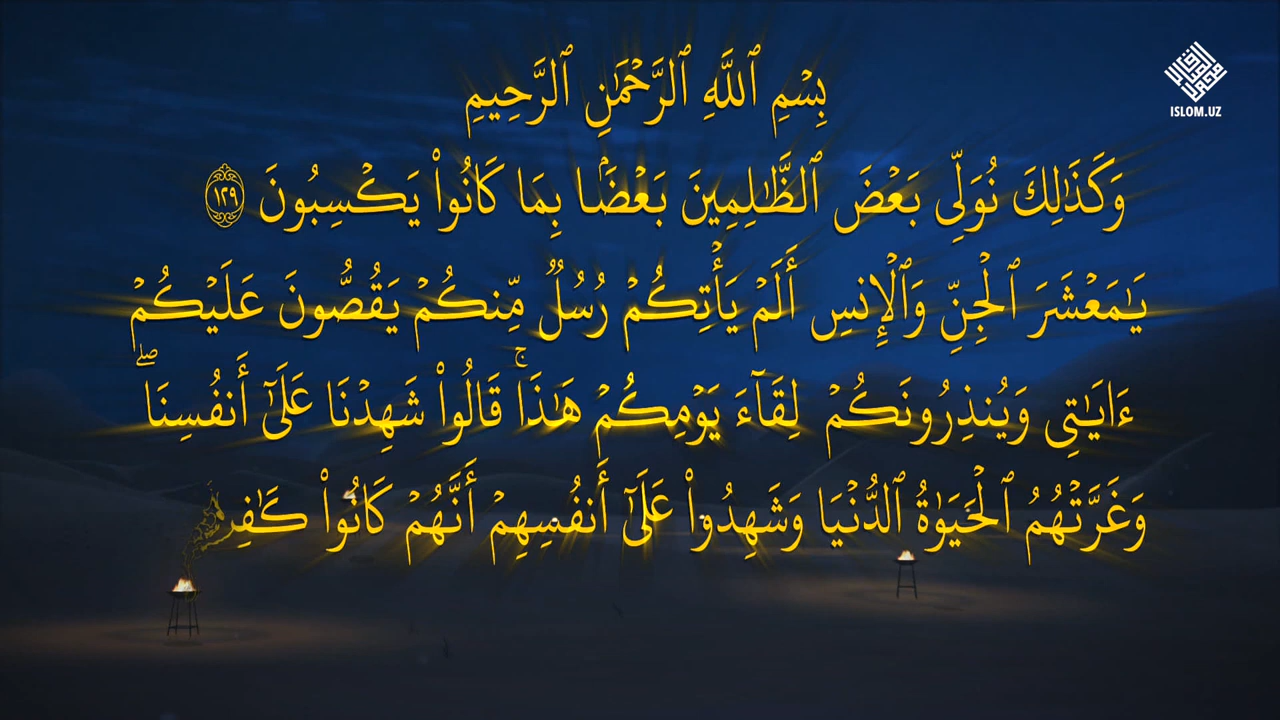 بِسۡمِ ٱللَّهِ ٱلرَّحۡمَٰنِ ٱلرَّحِيمِ
وَكَذَٰلِكَ نُوَلِّي بَعۡضَ ٱلظَّٰلِمِينَ بَعۡضَۢا بِمَا كَانُواْ يَكۡسِبُونَ ١٢٩
يَٰمَعۡشَرَ ٱلۡجِنِّ وَٱلۡإِنسِ أَلَمۡ يَأۡتِكُمۡ رُسُلٞ مِّنكُمۡ يَقُصُّونَ عَلَيۡكُمۡ
ءَايَٰتِي وَيُنذِرُونَكُمۡ لِقَآءَ يَوۡمِكُمۡ هَٰذَاۚ قَالُواْ شَهِدۡنَا عَلَىٰٓ أَنفُسِنَاۖ
وَغَرَّتۡهُمُ ٱلۡحَيَوٰةُ ٱلدُّنۡيَا وَشَهِدُواْ عَلَىٰٓ أَنفُسِهِمۡ أَنَّهُمۡ كَانُواْ كَٰفِرِ
ISLOM.UZ